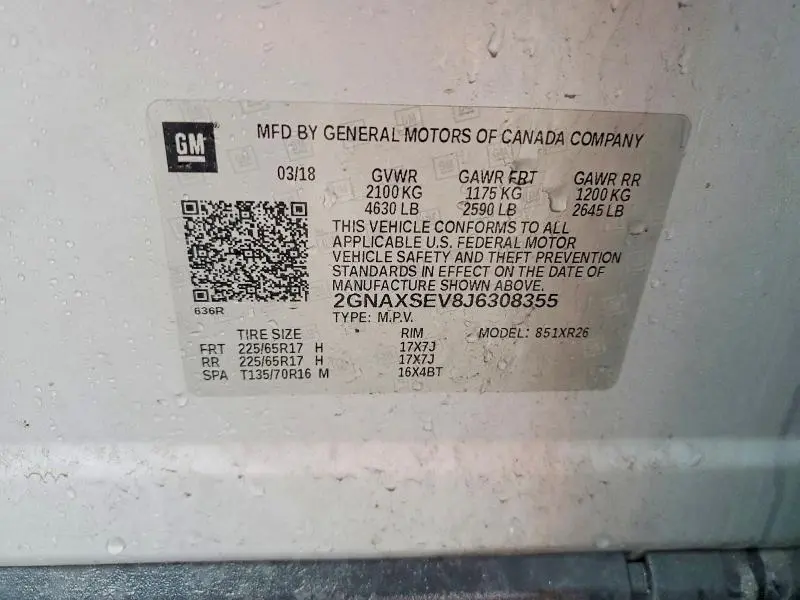 GM
MFD BY GENERAL MOTORS OF CANADA COMPANY
03/18 GVWR GAWR FRT GAWR RR
2100 KG 1175 KG 1200 KG
4630 LB 2590 LB 2645 LB
THIS VEHICLE CONFORMS TO ALL
APPLICABLE U.S. FEDERAL MOTOR
VEHICLE SAFETY AND THEFT PREVENTION
STANDARDS IN EFFECT ON THE DATE OF
MANUFACTURE SHOWN ABOVE.
2GNAXSEV8J6308355
636R
TYPE: M.P.V.
TIRE SIZE RIM MODEL: 851XR26
FRT 225/65R17 H 17X7J
RR 225/65R17 H 17X7J
SPA T135/70R16 M 16X4BT